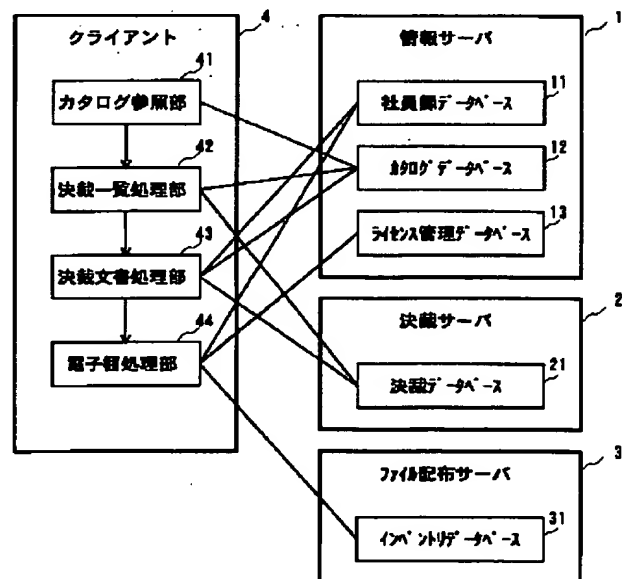 クライアント
4
41
カタログ参照部
42
決裁一覧処理部
43
決裁文書処理部
44
電子稟処理部
情報サーバ
1
11
社員録データベース
12
カタログデータベース
13
ライセンス管理データベース
決裁サーバ
2
21
決裁データベース
ファイル配布サーバ
3
31
インベントリデータベース